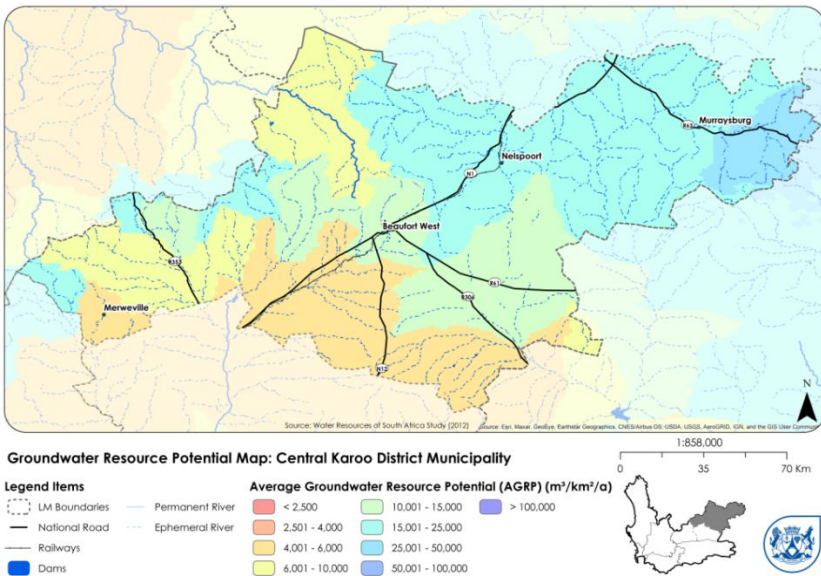 Murraysburg
R63
Nelspoort
N1
Beaufort West
R353
R61
R306
Merweville
N12
N
Source: Water Resources of South Africa Study (2012)
Source: Esri, Maxar, GeoEye, Earthstar Geographics, CNES/Airbus DS, USDA, USGS, AeroGRID, IGN, and the GIS User Commun
1:858,000
Groundwater Resource Potential Map: Central Karoo District Municipality
0 35 70 Km
Legend Items
LM Boundaries
National Road
Railways
Dams
Permanent River
Ephemeral River
Average Groundwater Resource Potential (AGRP) (m³/km²/a)
< 2,500
2,501 - 4,000
4,001 - 6,000
6,001 - 10,000
10,001 - 15,000
15,001 - 25,000
25,001 - 50,000
50,001 - 100,000
> 100,000